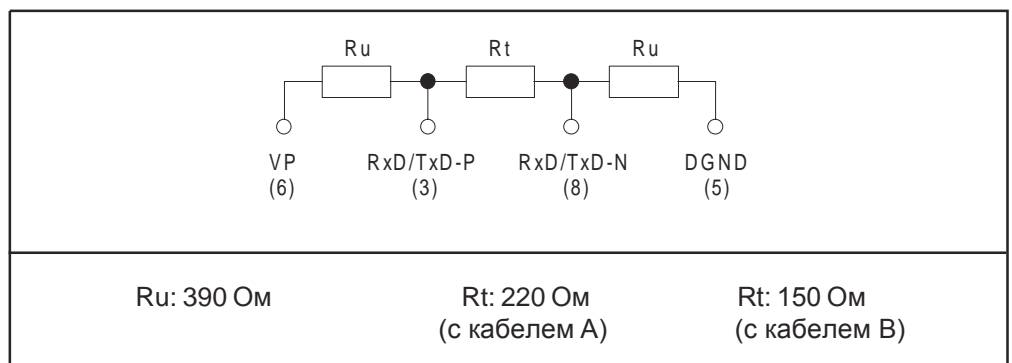 Ru Rt Ru
VP RxD/TxD-P RxD/TxD-N DGND
(6) (3) (8) (5)
Ru: 390 Ом Rt: 220 Ом Rt: 150 Ом
(с кабелем А) (с кабелем В)